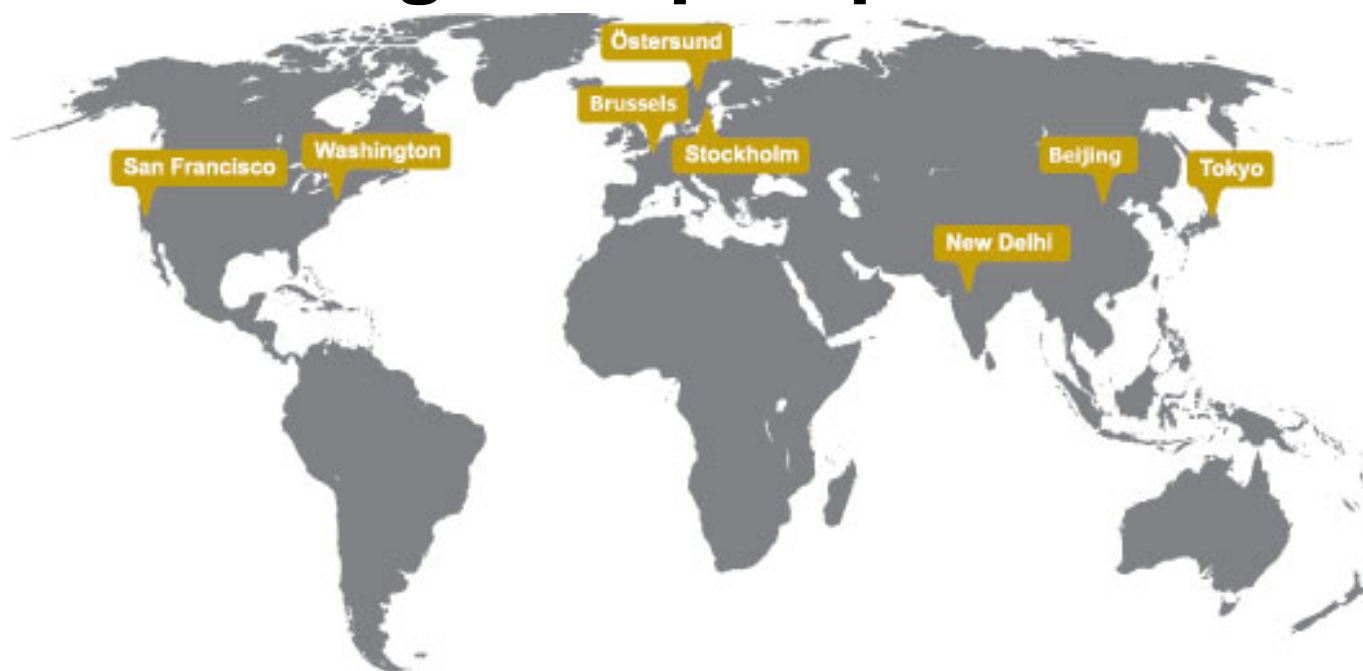 Östersund
Brussels
Washington
Stockholm
San Francisco
Beijing
Tokyo
New Delhi